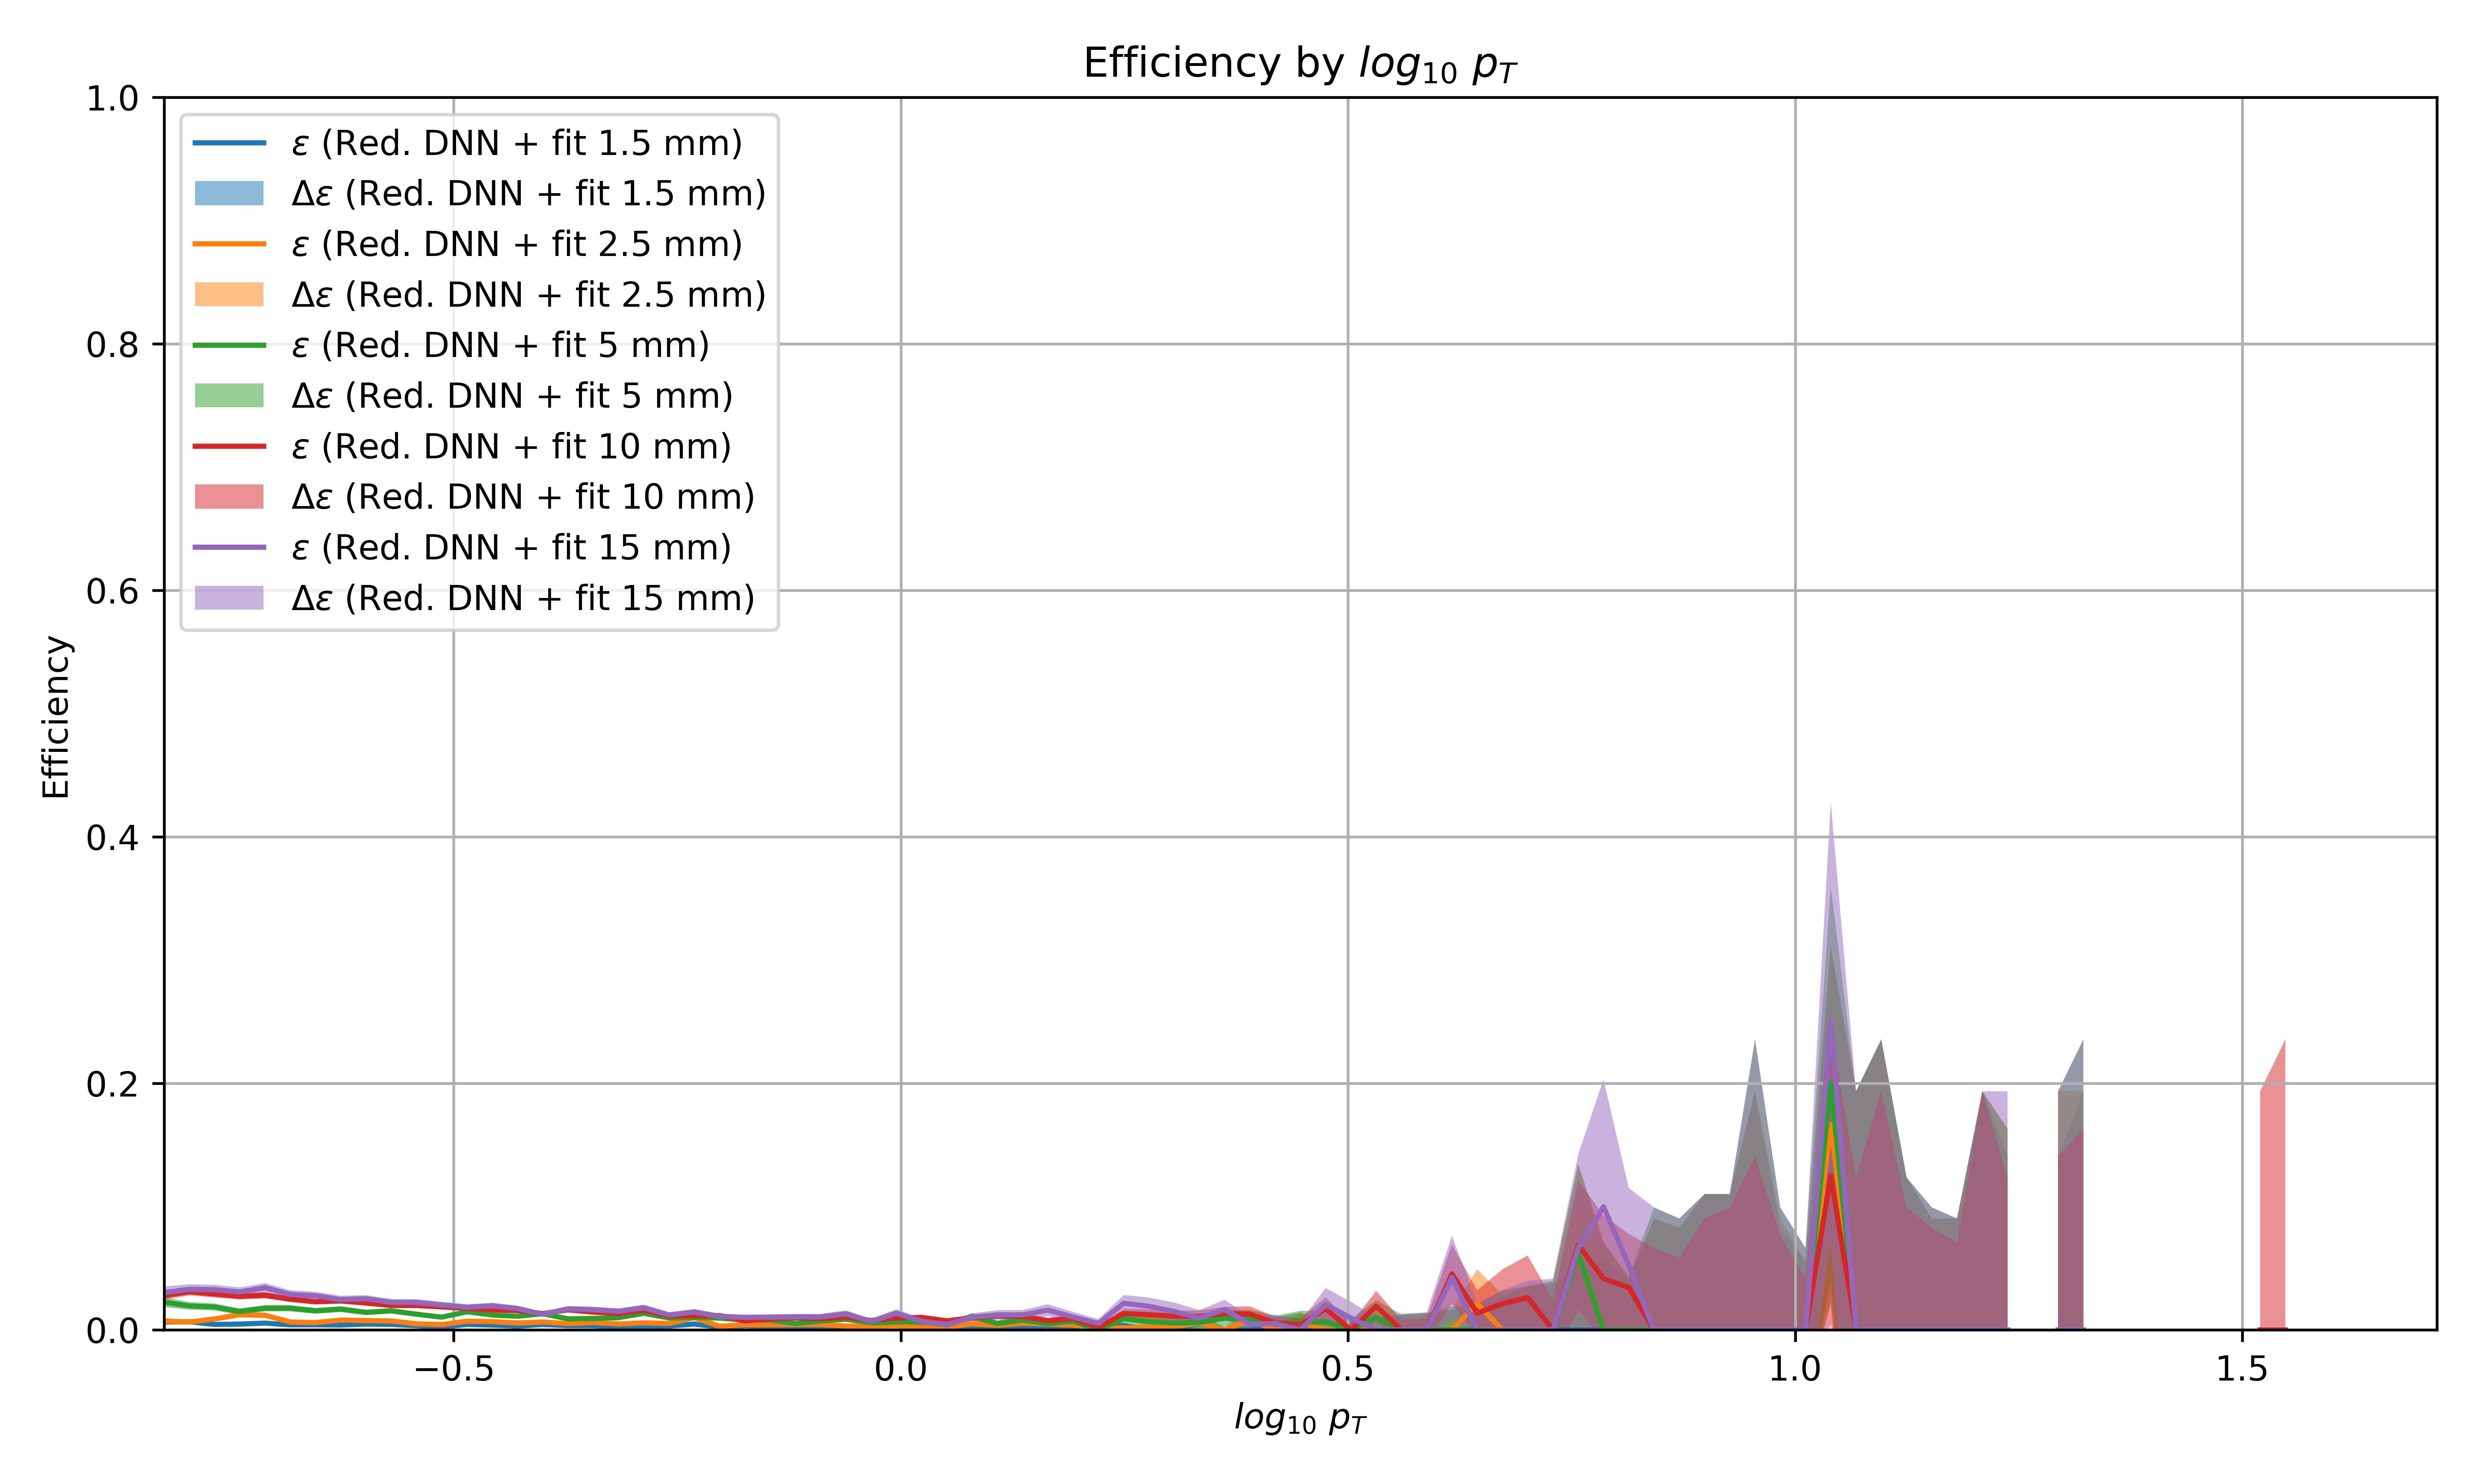 Efficiency by log₁₀ p_T
1.0
0.8
0.6
0.4
0.2
0.0
Efficiency
ε (Red. DNN + fit 1.5 mm)
Δε (Red. DNN + fit 1.5 mm)
ε (Red. DNN + fit 2.5 mm)
Δε (Red. DNN + fit 2.5 mm)
ε (Red. DNN + fit 5 mm)
Δε (Red. DNN + fit 5 mm)
ε (Red. DNN + fit 10 mm)
Δε (Red. DNN + fit 10 mm)
ε (Red. DNN + fit 15 mm)
Δε (Red. DNN + fit 15 mm)
−0.5 0.0 0.5 1.0 1.5
log₁₀ p_T